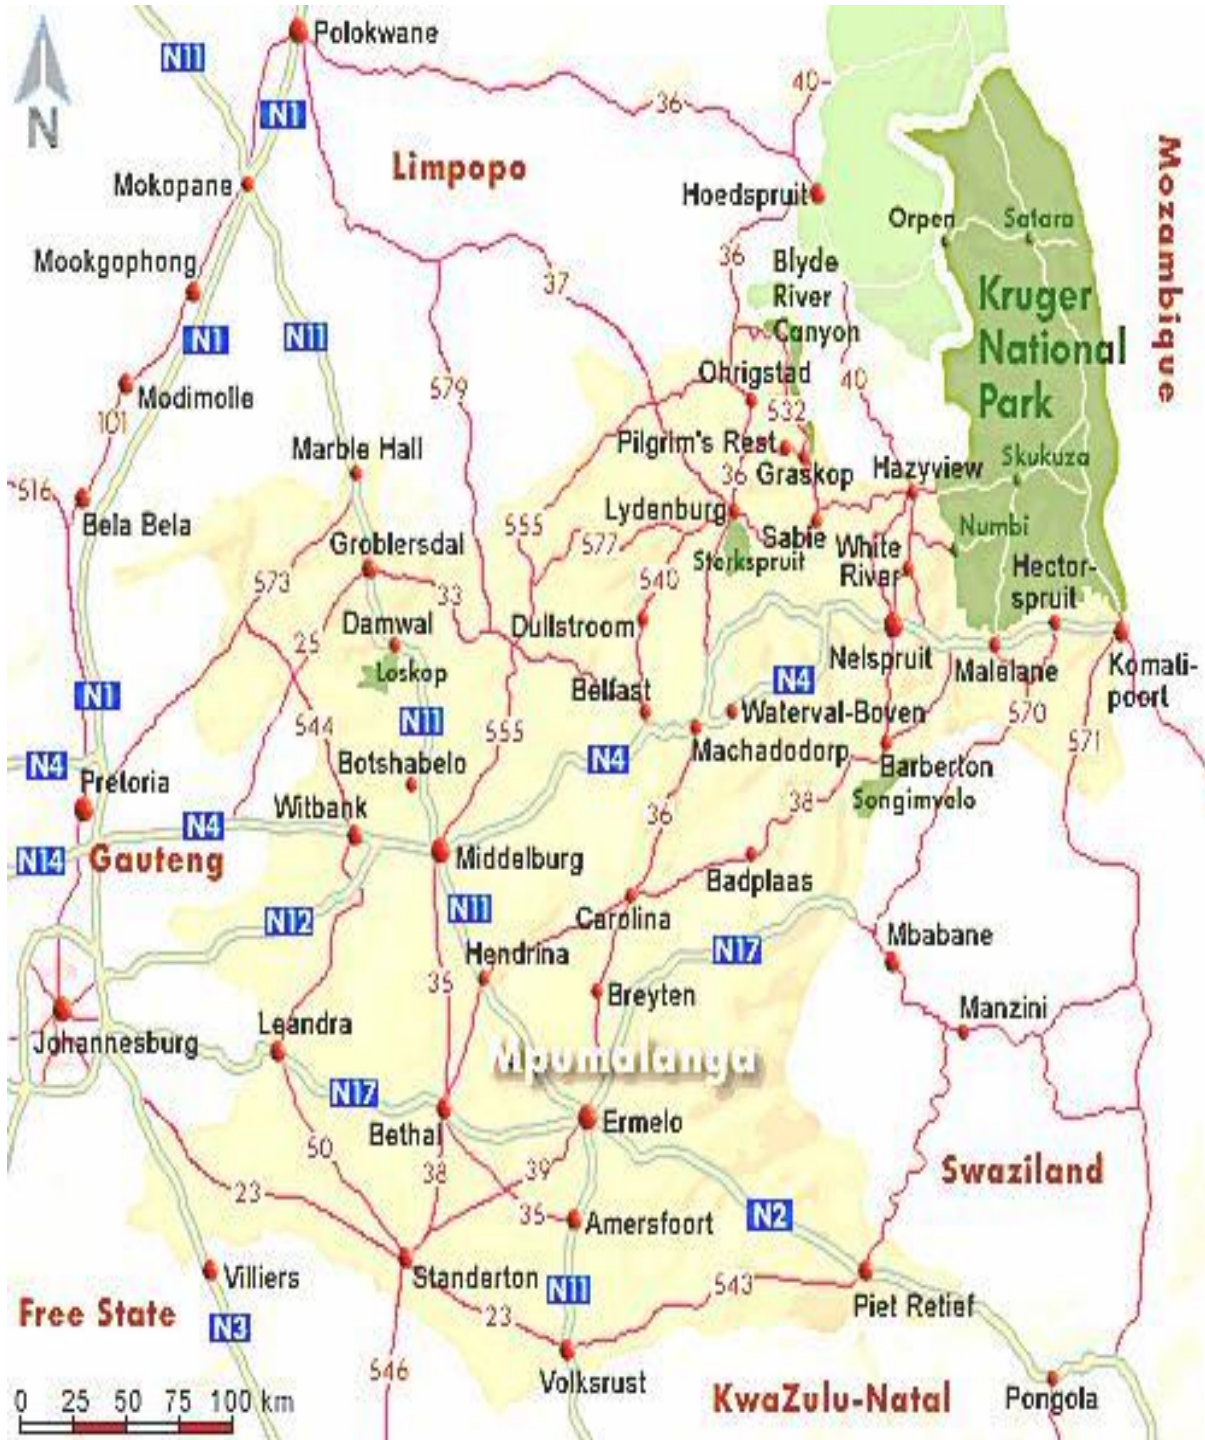 Polokwane
N11
40
N1
36
N
Limpopo
Mozambique
Mokopane
Hoedspruit
Orpen
Satara
Mookgophong
36
Blyde
River
Canyon
37
Kruger
National
Park
N1
N11
Ohrigstad
Modimolle
579
40
532
101
Marble Hall
Pilgrim's Rest
Graskop
Hazyview
Skukuza
516
36
Bela Bela
Lydenburg
555
577
Sabie
Numbi
Groblersdal
White
River
Sterkspruit
Hector-
spruit
573
33
540
25
Damwal
Dullstroom
Nelspruit
Malelane
Komati-
poort
Loskop
N1
Belfast
N4
N11
544
555
Waterval-Boven
570
571
N4
Pretoria
Botshabelo
N4
Machadodorp
Barberton
Songimvelo
Witbank
38
36
N4
N14
Gauteng
Middelburg
Badplaas
N12
N11
Carolina
Mbabane
Hendrina
N17
35
Breyten
Manzini
Leandra
Johannesburg
Mpumalanga
N17
Bethal
Ermelo
50
38
39
Swaziland
23
35
Amersfoort
N2
Villiers
Standerton
N11
543
Free State
N3
23
Piet Retief
546
Volksrust
KwaZulu-Natal
Pongola
0 25 50 75 100 km